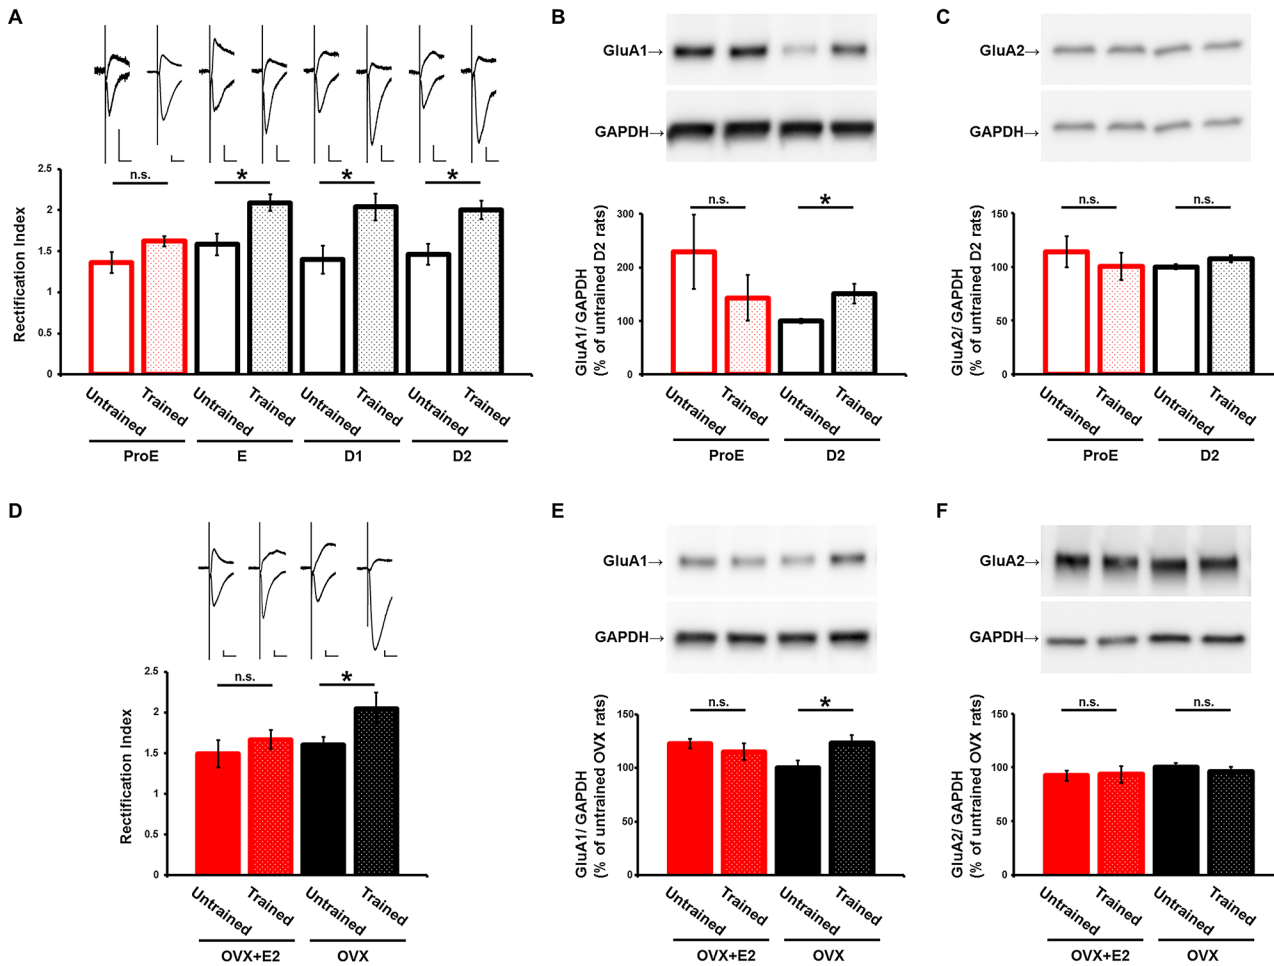 A
n.s. * * *
Rectification Index
2.5
2
1.5
1
0.5
0
Untrained Trained Untrained Trained Untrained Trained Untrained Trained
ProE E D1 D2
B
GluA1→
GAPDH→
n.s. *
GluA1/ GAPDH
(% of untrained D2 rats)
300
200
100
0
Untrained Trained Untrained Trained
ProE D2
C
GluA2→
GAPDH→
n.s. n.s.
GluA2/ GAPDH
(% of untrained D2 rats)
150
100
50
0
Untrained Trained Untrained Trained
ProE D2
D
n.s. *
Rectification Index
2.5
2
1.5
1
0.5
0
Untrained Trained Untrained Trained
OVX+E2 OVX
E
GluA1→
GAPDH→
n.s. *
GluA1/ GAPDH
(% of untrained OVX rats)
150
100
50
0
Untrained Trained Untrained Trained
OVX+E2 OVX
F
GluA2→
GAPDH→
n.s. n.s.
GluA2/ GAPDH
(% of untrained OVX rats)
150
100
50
0
Untrained Trained Untrained Trained
OVX+E2 OVX